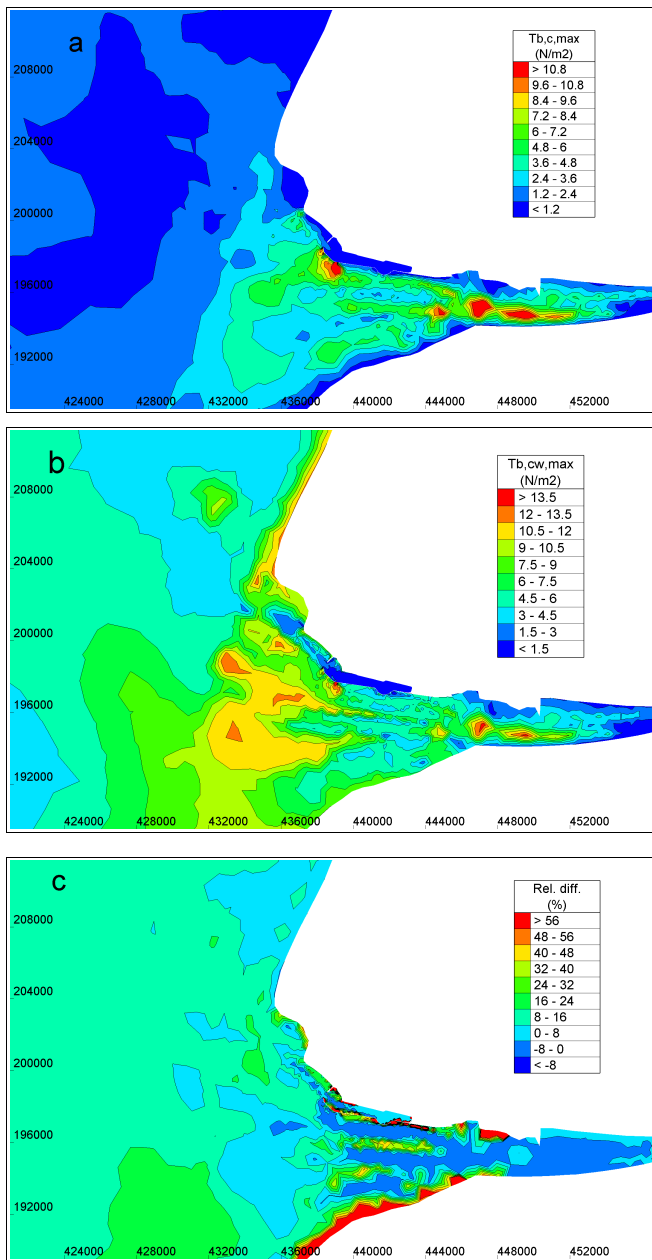 a
Tb,c,max
(N/m2)
> 10.8
9.6 - 10.8
8.4 - 9.6
7.2 - 8.4
6 - 7.2
4.8 - 6
3.6 - 4.8
2.4 - 3.6
1.2 - 2.4
< 1.2
208000
204000
200000
196000
192000
424000 428000 432000 436000 440000 444000 448000 452000
b
Tb,cw,max
(N/m2)
> 13.5
12 - 13.5
10.5 - 12
9 - 10.5
7.5 - 9
6 - 7.5
4.5 - 6
3 - 4.5
1.5 - 3
< 1.5
208000
204000
200000
196000
192000
424000 428000 432000 436000 440000 444000 448000 452000
c
Rel. diff.
(%)
> 56
48 - 56
40 - 48
32 - 40
24 - 32
16 - 24
8 - 16
0 - 8
-8 - 0
< -8
208000
204000
200000
196000
192000
424000 428000 432000 436000 440000 444000 448000 452000